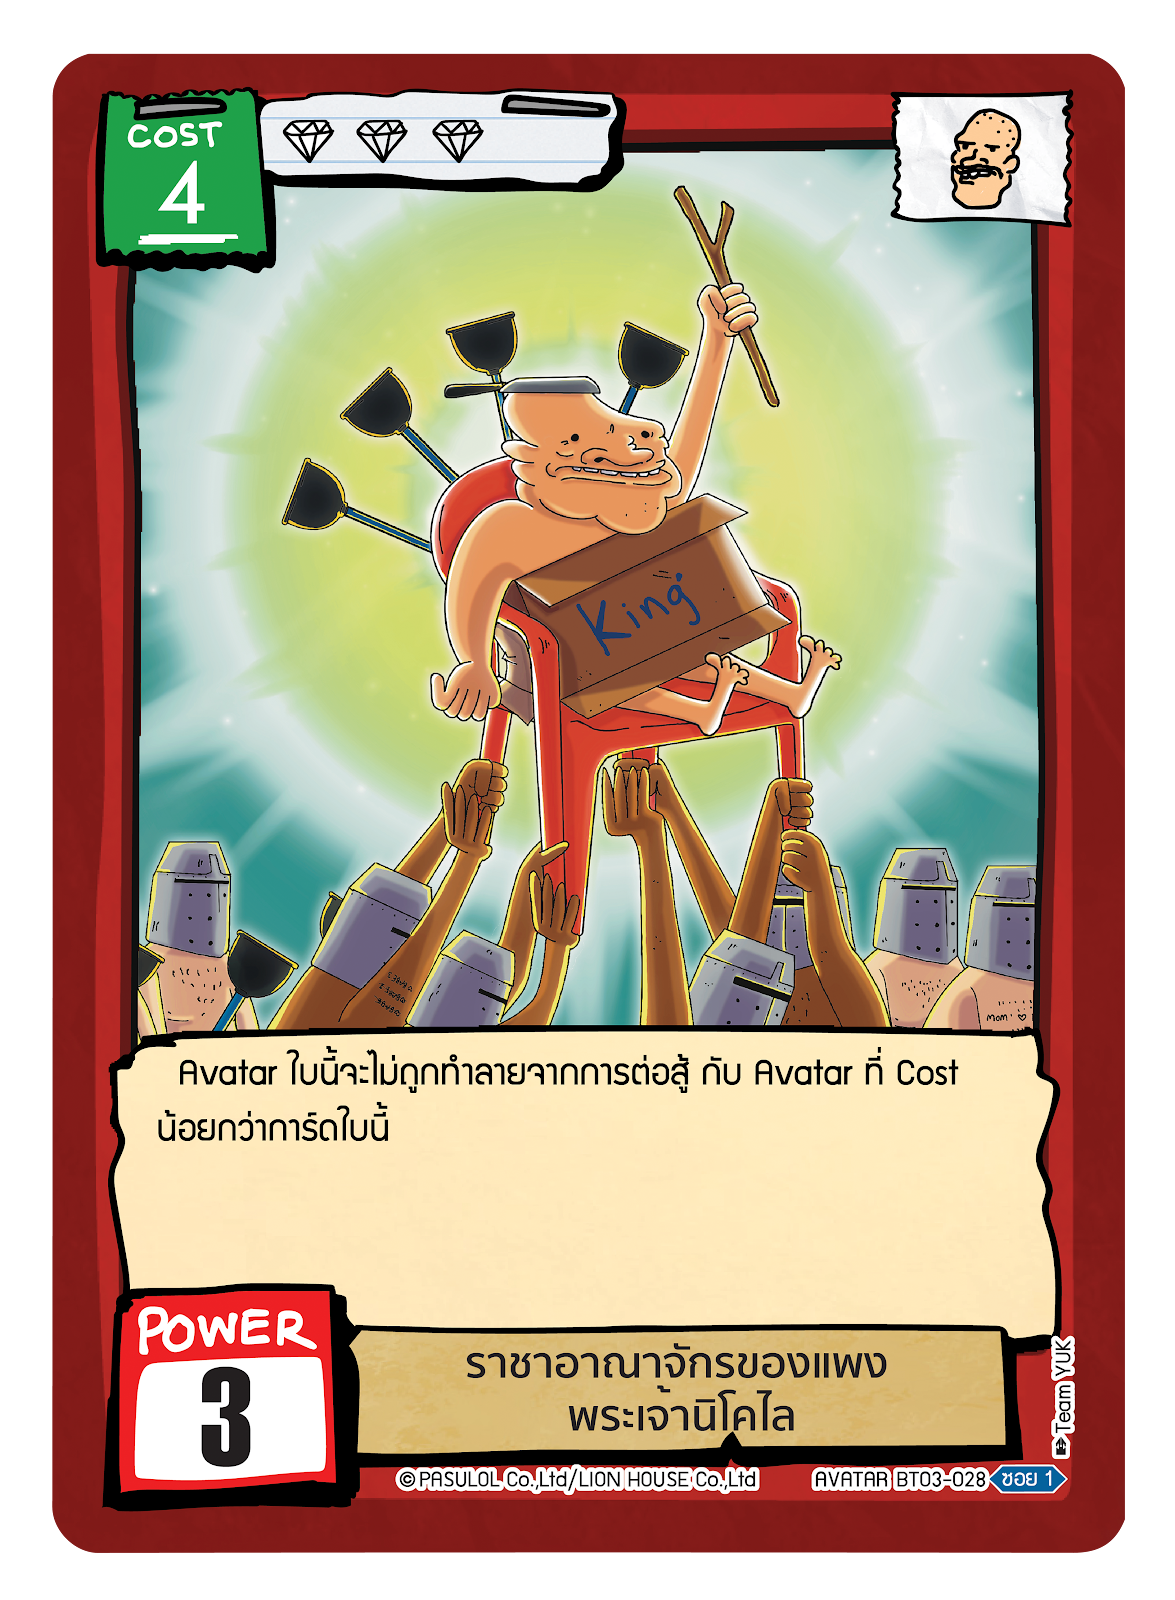 COST
4
King
Mom
Avatar ใบนี้จะไม่ถูกทำลายจากการต่อสู้ กับ Avatar ที่ Cost
น้อยกว่าการ์ดใบนี้
POWER
3
ราชาอาณาจักรของแพง
พระเจ้านิโคไล
Team YUK
© PASULOL Co.,Ltd/LION HOUSE Co.,Ltd
AVATAR BT03-028 ซอย 1